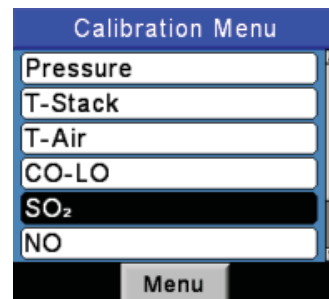 Calibration Menu
Pressure
T-Stack
T-Air
CO-LO
SO₂
NO
Menu